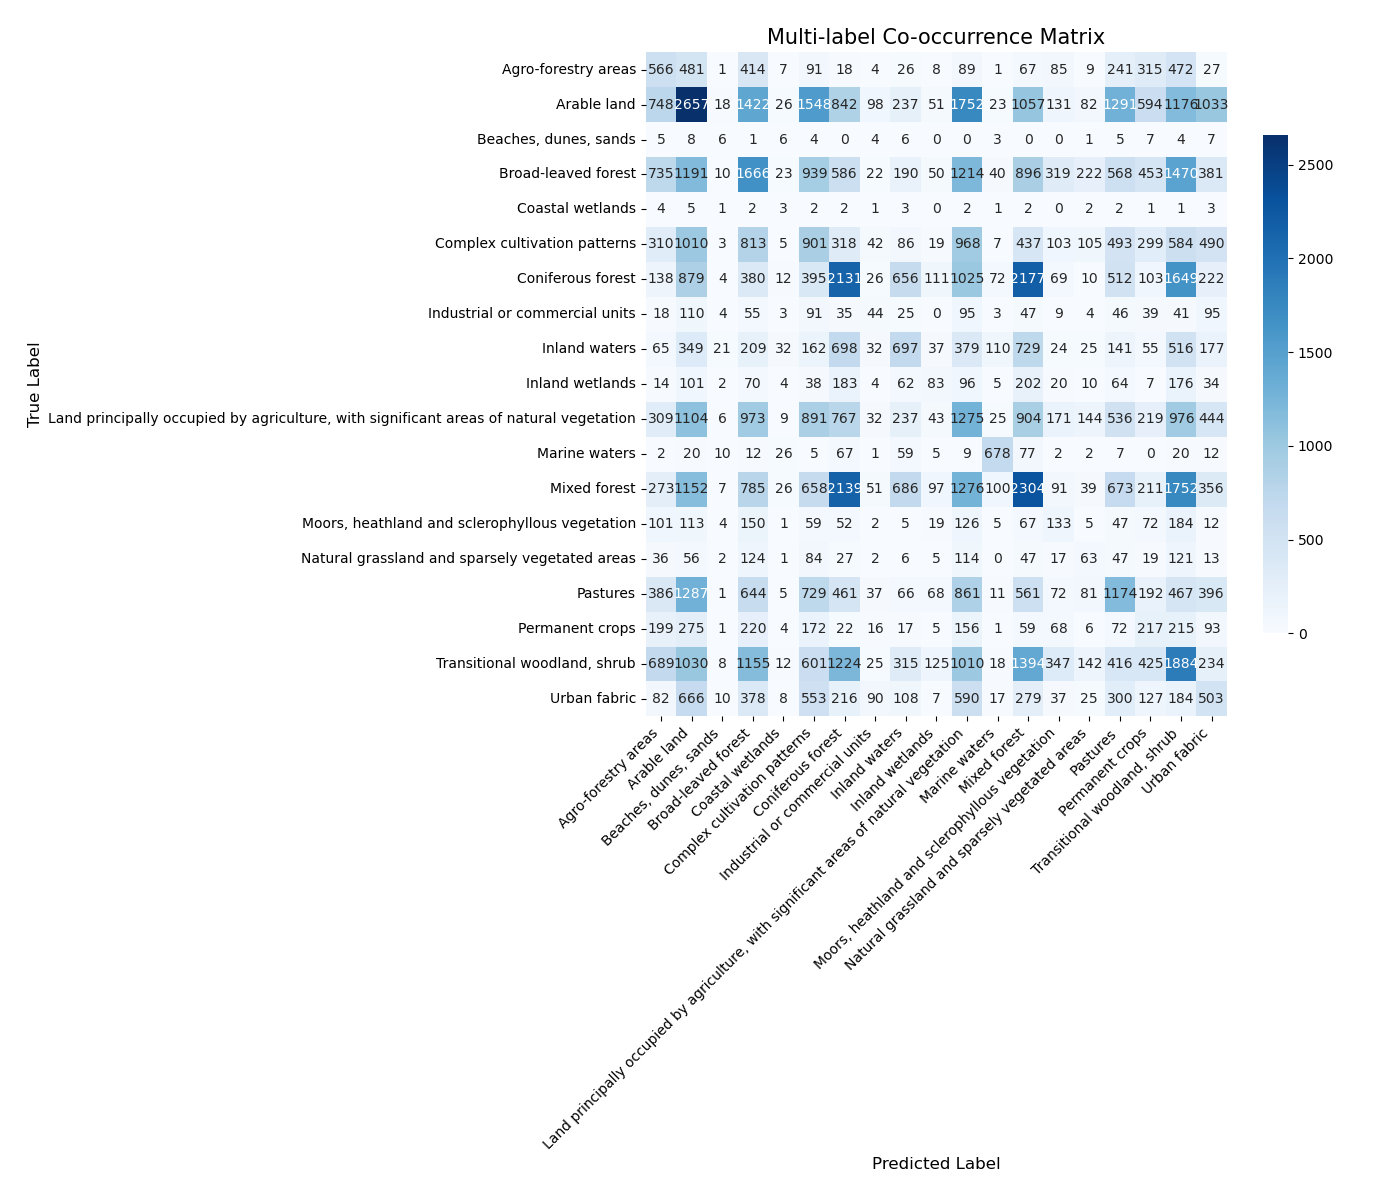 Multi-label Co-occurrence Matrix
True Label
Agro-forestry areas 566 481 1 414 7 91 18 4 26 8 89 1 67 85 9 241 315 472 27
Arable land 748 2657 18 1422 26 1548 842 98 237 51 1752 23 1057 131 82 1291 594 1176 1033
Beaches, dunes, sands 5 8 6 1 6 4 0 4 6 0 0 3 0 0 1 5 7 4 7
Broad-leaved forest 735 1191 10 1666 23 939 586 22 190 50 1214 40 896 319 222 568 453 1470 381
Coastal wetlands 4 5 1 2 3 2 2 1 3 0 2 1 2 0 2 2 1 1 3
Complex cultivation patterns 310 1010 3 813 5 901 318 42 86 19 968 7 437 103 105 493 299 584 490
Coniferous forest 138 879 4 380 12 395 2131 26 656 111 1025 72 2177 69 10 512 103 1649 222
Industrial or commercial units 18 110 4 55 3 91 35 44 25 0 95 3 47 9 4 46 39 41 95
Inland waters 65 349 21 209 32 162 698 32 697 37 379 110 729 24 25 141 55 516 177
Inland wetlands 14 101 2 70 4 38 183 4 62 83 96 5 202 20 10 64 7 176 34
Land principally occupied by agriculture, with significant areas of natural vegetation 309 1104 6 973 9 891 767 32 237 43 1275 25 904 171 144 536 219 976 444
Marine waters 2 20 10 12 26 5 67 1 59 5 9 678 77 2 2 7 0 20 12
Mixed forest 273 1152 7 785 26 658 2139 51 686 97 1276 100 2304 91 39 673 211 1752 356
Moors, heathland and sclerophyllous vegetation 101 113 4 150 1 59 52 2 5 19 126 5 67 133 5 47 72 184 12
Natural grassland and sparsely vegetated areas 36 56 2 124 1 84 27 2 6 5 114 0 47 17 63 47 19 121 13
Pastures 386 1287 1 644 5 729 461 37 66 68 861 11 561 72 81 1174 192 467 396
Permanent crops 199 275 1 220 4 172 22 16 17 5 156 1 59 68 6 72 217 215 93
Transitional woodland, shrub 689 1030 8 1155 12 601 1224 25 315 125 1010 18 1394 347 142 416 425 1884 234
Urban fabric 82 666 10 378 8 553 216 90 108 7 590 17 279 37 25 300 127 184 503
Agro-forestry areas
Arable land
Beaches, dunes, sands
Broad-leaved forest
Coastal wetlands
Complex cultivation patterns
Coniferous forest
Industrial or commercial units
Inland waters
Inland wetlands
Land principally occupied by agriculture, with significant areas of natural vegetation
Marine waters
Mixed forest
Moors, heathland and sclerophyllous vegetation
Natural grassland and sparsely vegetated areas
Pastures
Permanent crops
Transitional woodland, shrub
Urban fabric
Predicted Label
2500
2000
1500
1000
500
0